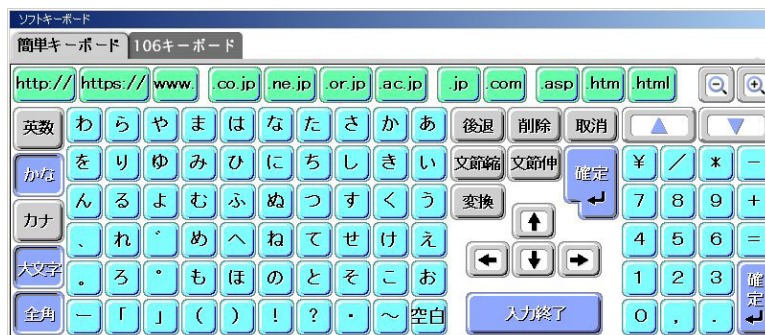 ソフトキーボード
簡単キーボード 106キーボード
http:// https:// www. .co.jp .ne.jp .or.jp .ac.jp .jp .com .asp .htm .html
英数 わ ら や ま は な た さ か あ 後退 削除 取消
かな を り ゆ み ひ に ち し き い 文節縮 文節伸 確定 ¥ / * -
ん る よ む ふ ぬ つ す く う 変換 7 8 9 +
カナ 、 れ ゛ め へ ね て せ け え 4 5 6 =
大文字 。 ろ ゜ も ほ の と そ こ お 1 2 3 確定
全角 ー 「 」 ( ) ! ? ・ ~ 空白 入力終了 0 , .